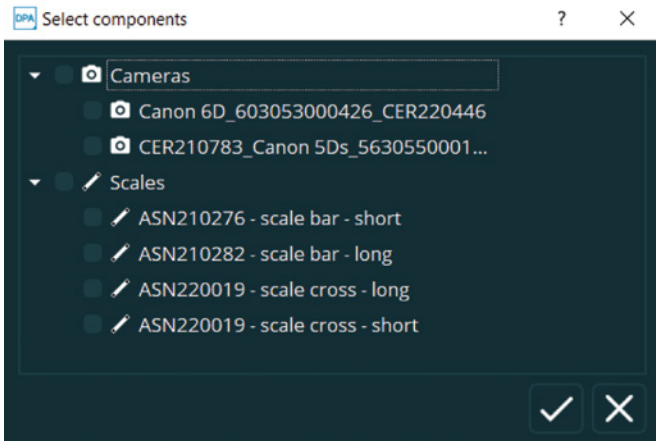 DPA Select components ?
Cameras
Canon 6D_603053000426_CER220446
CER210783_Canon 5Ds_5630550001...
Scales
ASN210276 - scale bar - short
ASN210282 - scale bar - long
ASN220019 - scale cross - long
ASN220019 - scale cross - short